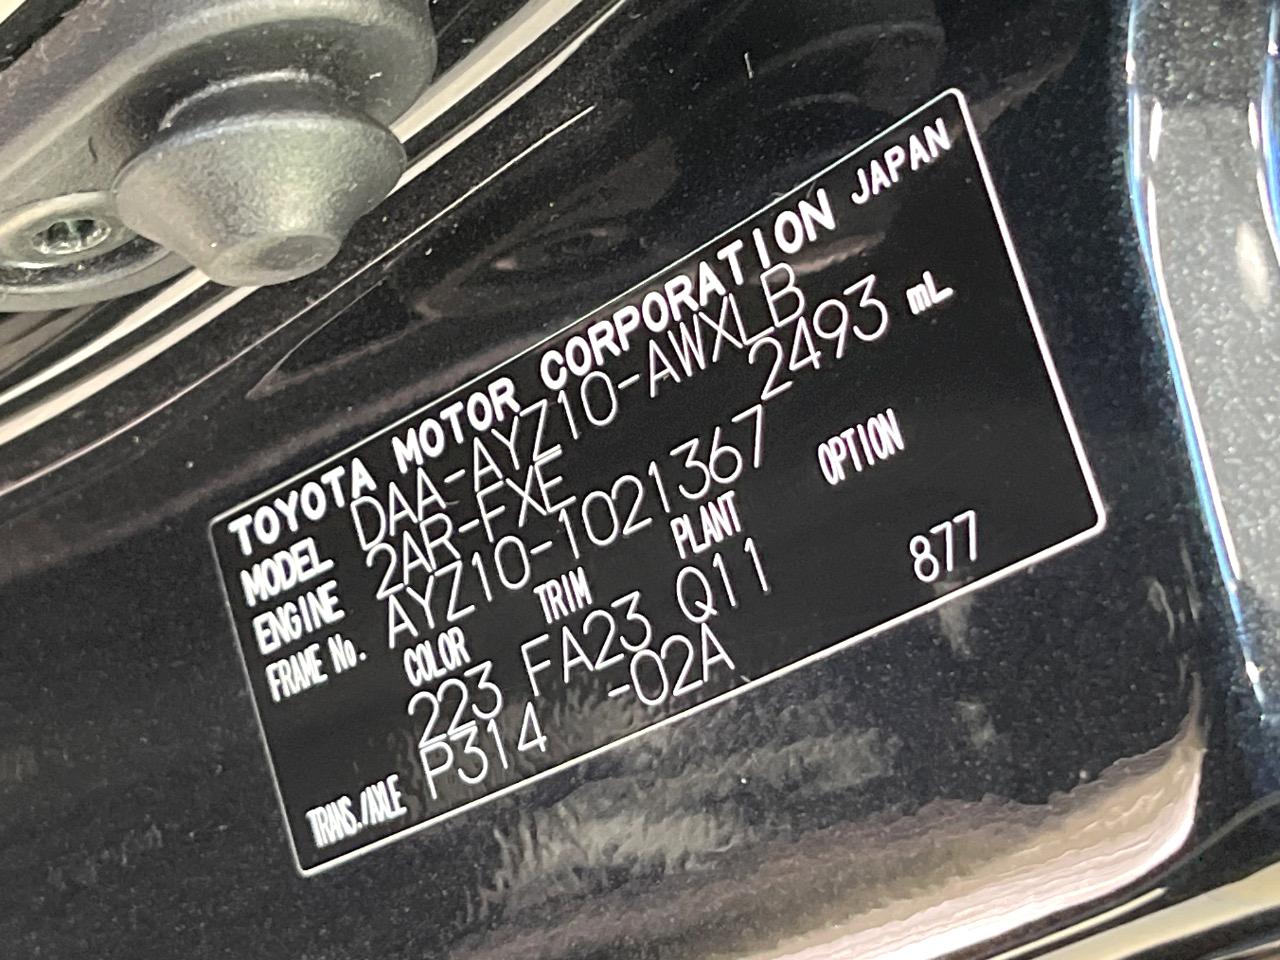 TOYOTA MOTOR CORPORATION JAPAN
MODEL DAA-AYZ10-AWXLB
ENGINE 2AR-FXE 2493 mL
FRAME No. AYZ10-1021367
COLOR TRIM PLANT OPTION
223 FA23 Q11
TRANS./AXLE P314 -02A 877